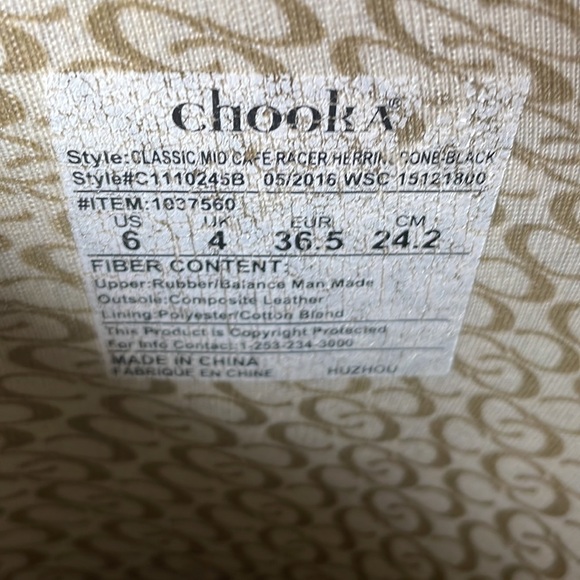 chooka®
Style:CLASSIC MID CAFE RACER HERRINGBONE-BLACK
Style#C1110245B 05/2016 WSC 15121800
#ITEM:1037560
US UK EUR CM
6 4 36.5 24.2
FIBER CONTENT:
Upper:Rubber/Balance Man Made
Outsole:Composite Leather
Lining:Polyester/Cotton Blend
This Product is Copyright Protected
For Info Contact:1-253-234-3000
MADE IN CHINA
FABRIQUE EN CHINE HUZHOU